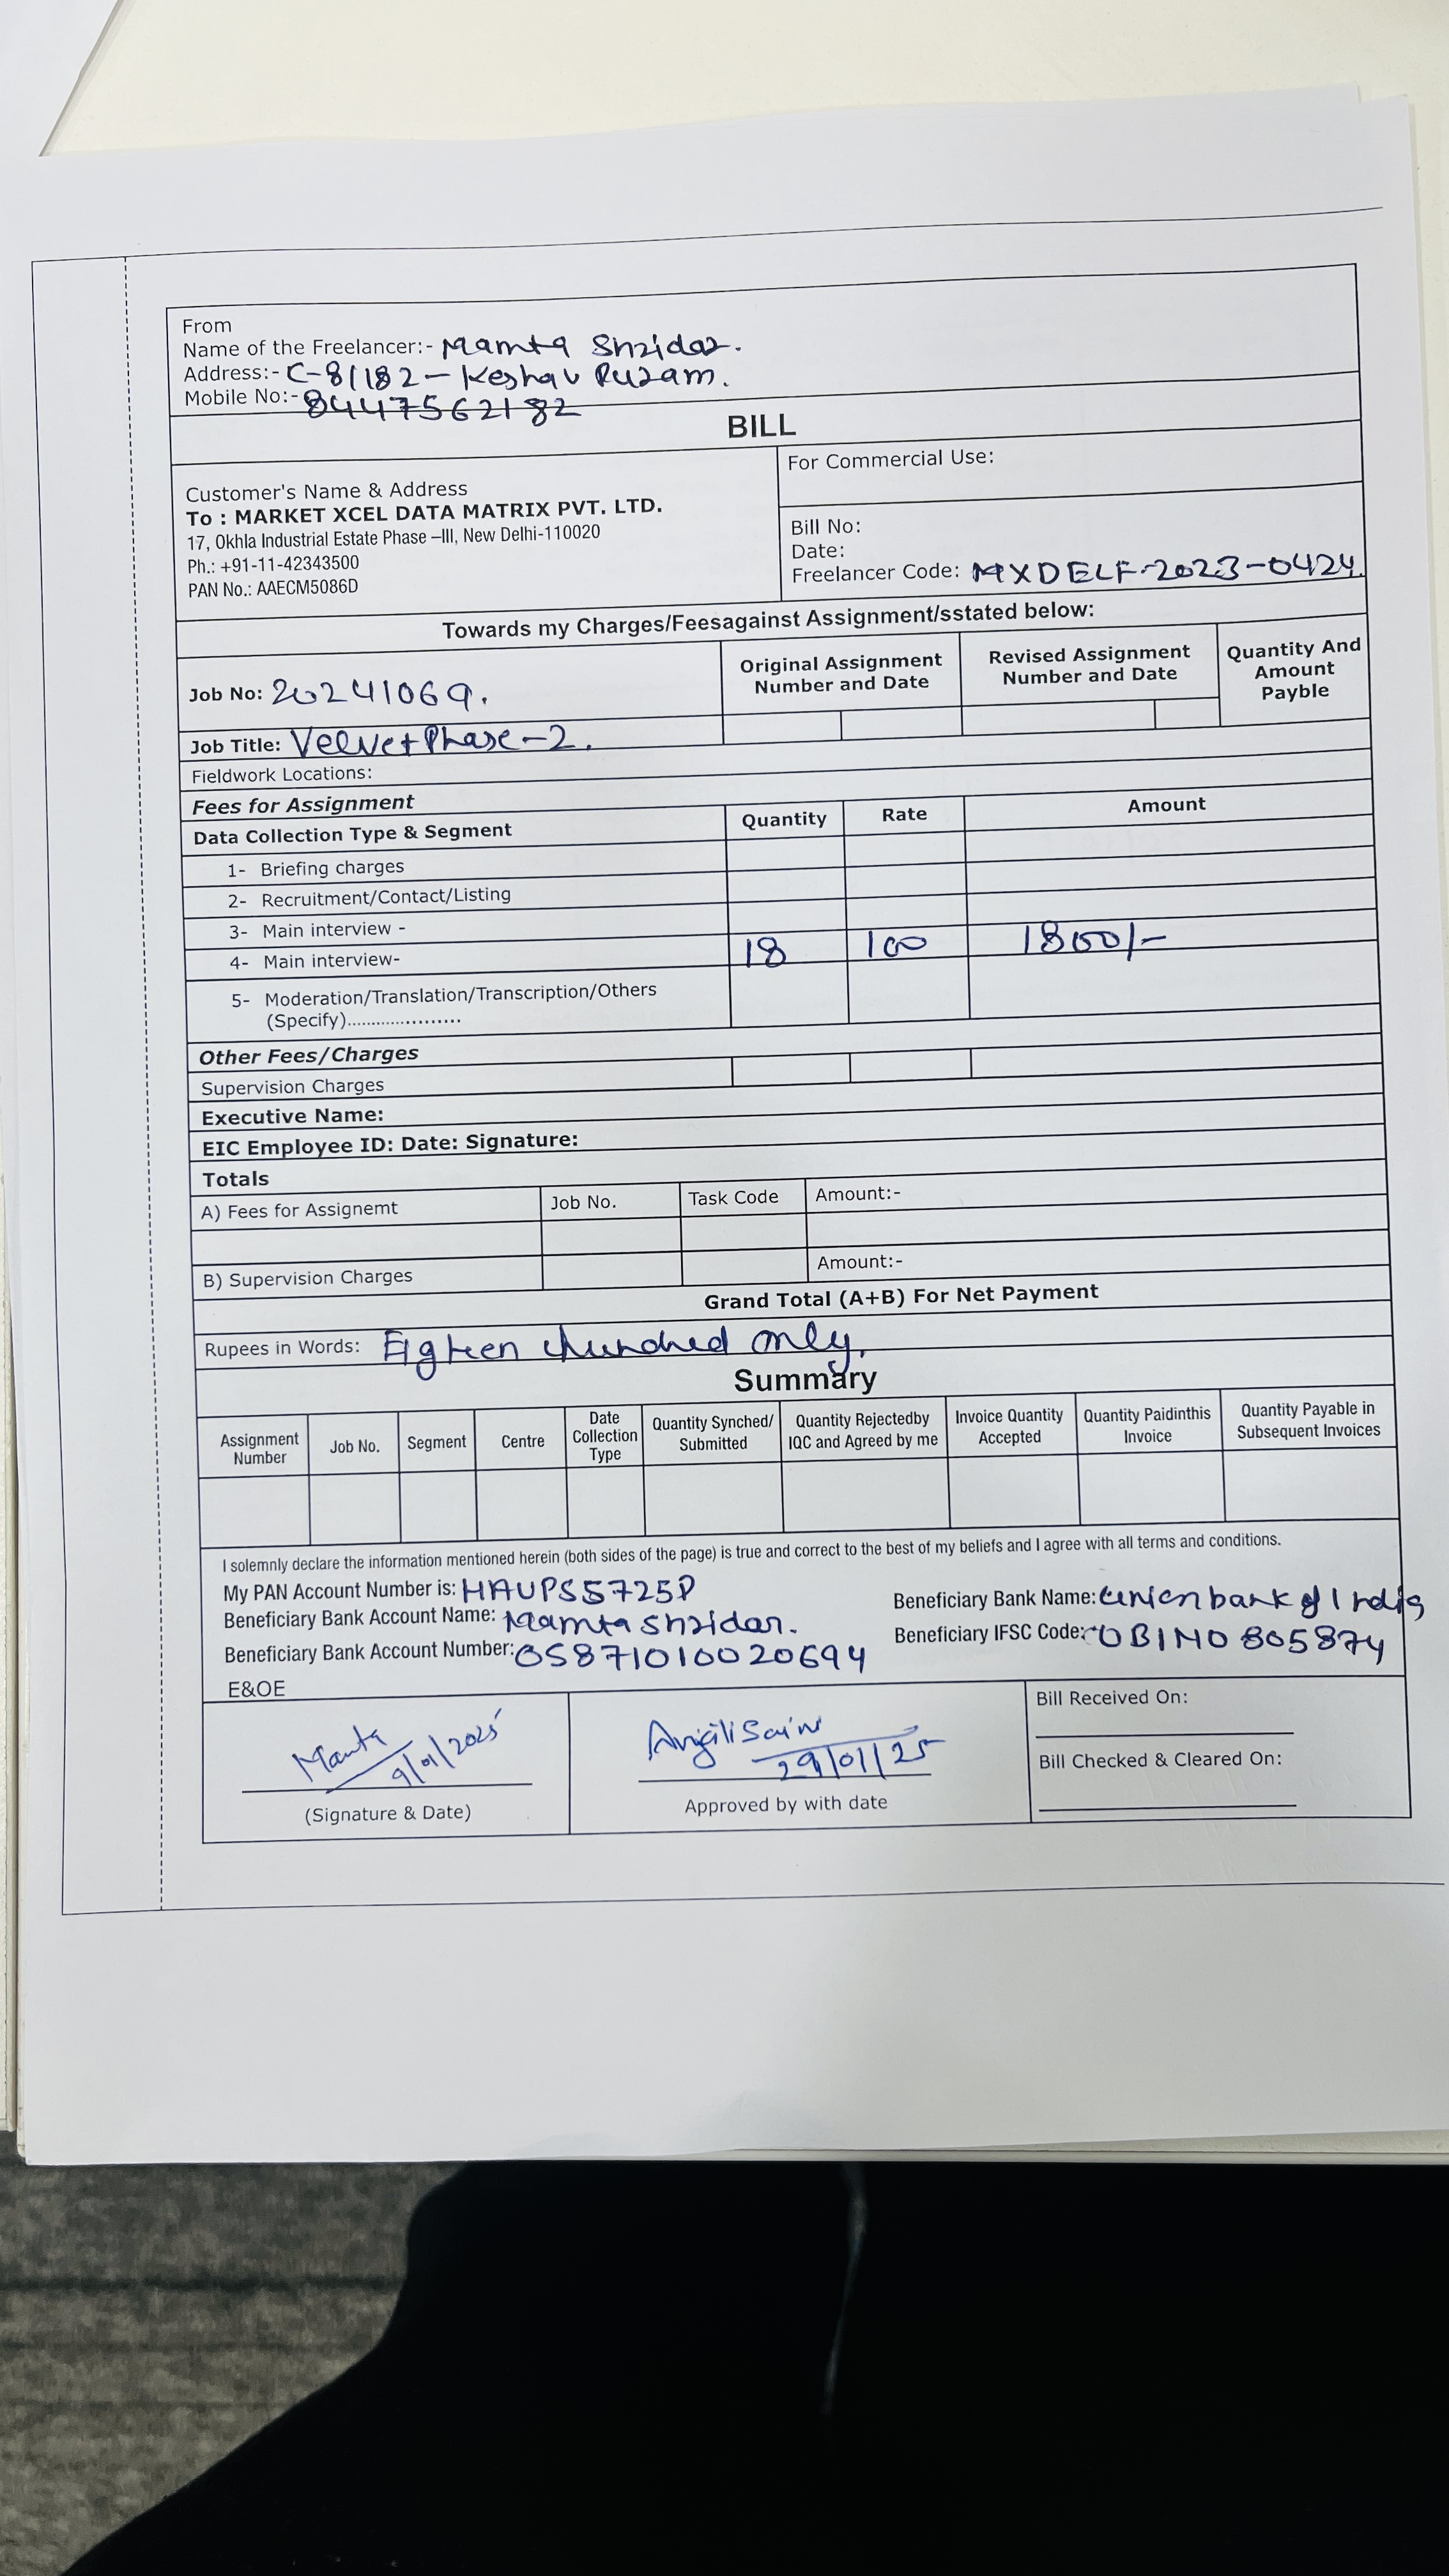 From
Name of the Freelancer:- Mamta Shridar.
Address:- C-8/182-Keshav Puram.
Mobile No:- 8447562182
BILL
Customer's Name & Address
To : MARKET XCEL DATA MATRIX PVT. LTD.
17, Okhla Industrial Estate Phase –III, New Delhi-110020
Ph.: +91-11-42343500
PAN No.: AAECM5086D
For Commercial Use:
Bill No:
Date:
Freelancer Code: MXDELF-2023-0424.
Towards my Charges/Feesagainst Assignment/sstated below:
Job No: 20241069.
Original Assignment Number and Date
Revised Assignment Number and Date
Quantity And Amount Payble
Job Title: Velvet Phase-2.
Fieldwork Locations:
Fees for Assignment
Data Collection Type & Segment Quantity Rate Amount
1- Briefing charges
2- Recruitment/Contact/Listing
3- Main interview -
4- Main interview- 18 100 1800/-
5- Moderation/Translation/Transcription/Others
(Specify)....................
Other Fees/Charges
Supervision Charges
Executive Name:
EIC Employee ID: Date: Signature:
Totals
A) Fees for Assignemt Job No. Task Code Amount:-
B) Supervision Charges Amount:-
Grand Total (A+B) For Net Payment
Rupees in Words: Eigteen Hundred only.
Summary
Assignment Number
Job No.
Segment
Centre
Date Collection Type
Quantity Synched/ Submitted
Quantity Rejectedby IQC and Agreed by me
Invoice Quantity Accepted
Quantity Paidinthis Invoice
Quantity Payable in Subsequent Invoices
I solemnly declare the information mentioned herein (both sides of the page) is true and correct to the best of my beliefs and I agree with all terms and conditions.
My PAN Account Number is: HAUPS5725P
Beneficiary Bank Name: Union bank of India
Beneficiary Bank Account Name: Mamta Shridar.
Beneficiary IFSC Code: UBIN0805874
Beneficiary Bank Account Number: 05871010020694
E&OE
Mamta
9/01/2025
(Signature & Date)
Anjali Saini
29/01/25
Approved by with date
Bill Received On:
Bill Checked & Cleared On: